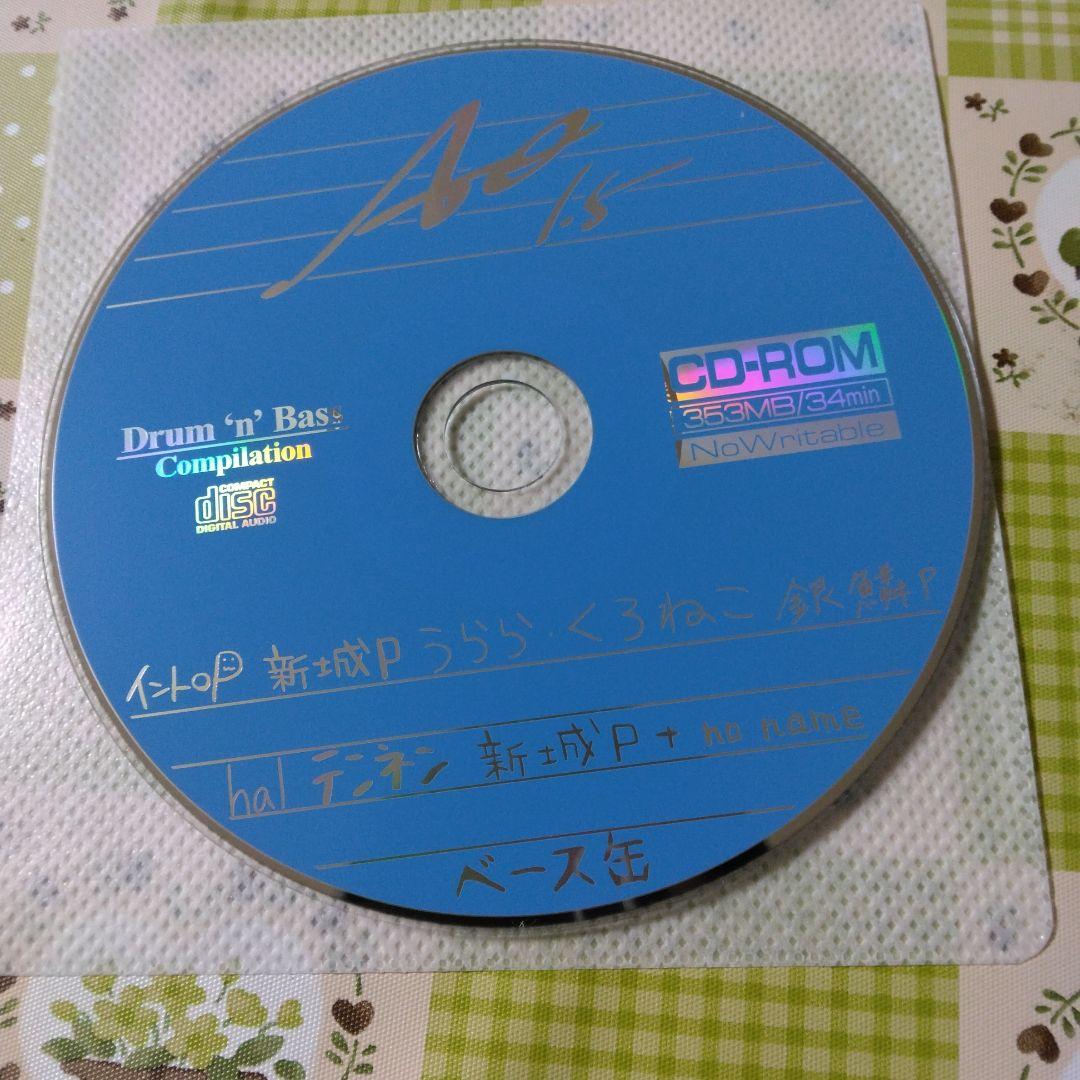 1.5
CD-ROM
353MB/34min
NoWritable
Drum 'n' Bass
Compilation
COMPACT
disc
DIGITAL AUDIO
イントロP 新城P うらら・くろねこ 銀鱗P
hal テンネン 新城P + no name
ベース缶